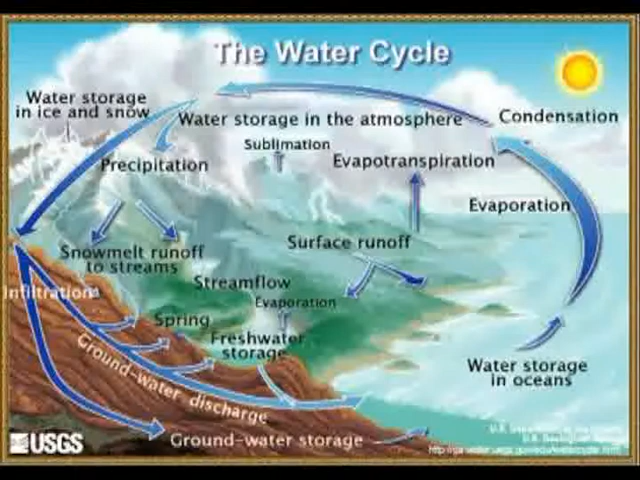 The Water Cycle
Water storage
in ice and snow
Water storage in the atmosphere
Condensation
Sublimation
Precipitation
Evapotranspiration
Evaporation
Snowmelt runoff
to streams
Surface runoff
Streamflow
Infiltration
Evaporation
Spring
Freshwater
storage
Ground-water discharge
Water storage
in oceans
USGS
Ground-water storage